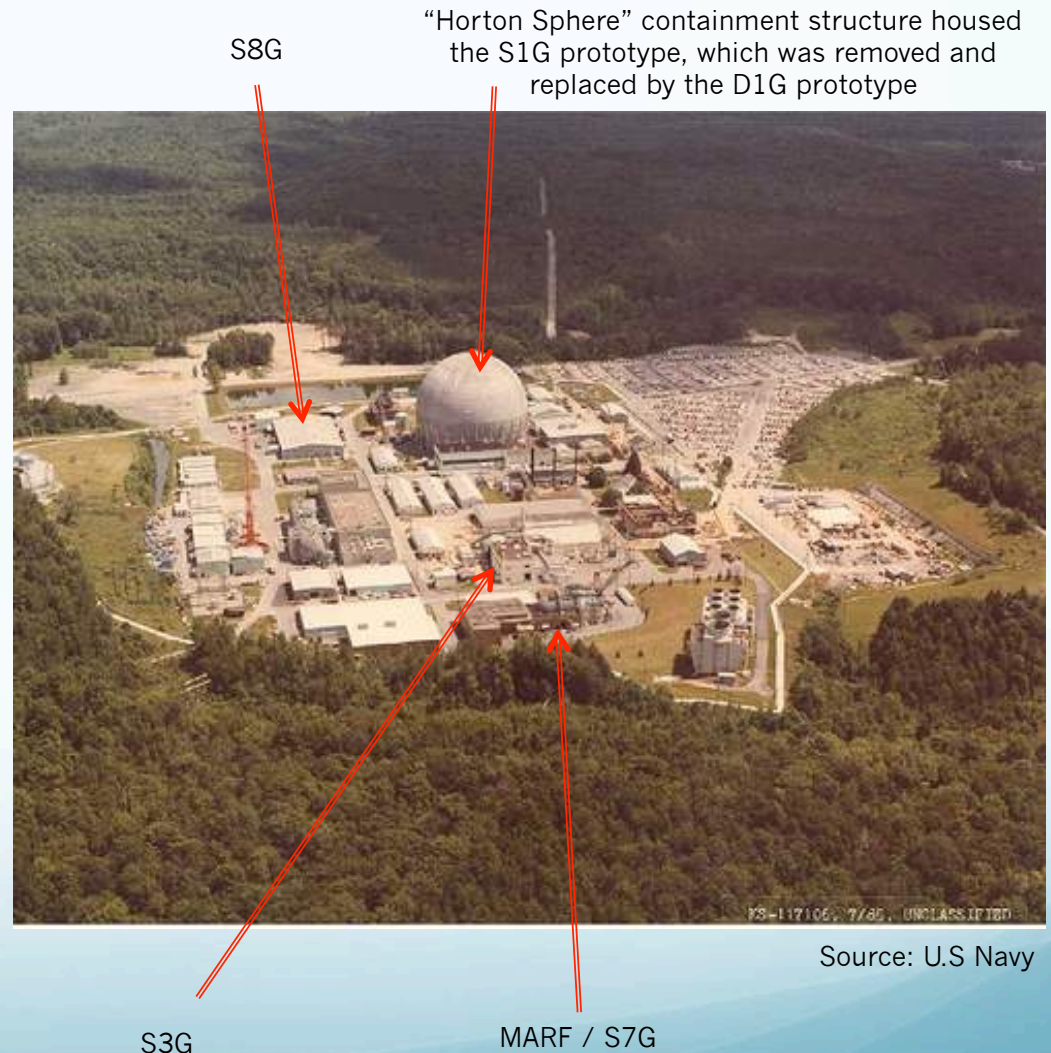 “Horton Sphere” containment structure housed
the S1G prototype, which was removed and
replaced by the D1G prototype
S8G
KS-117106, 7/85, UNCLASSIFIED
Source: U.S Navy
S3G
MARF / S7G